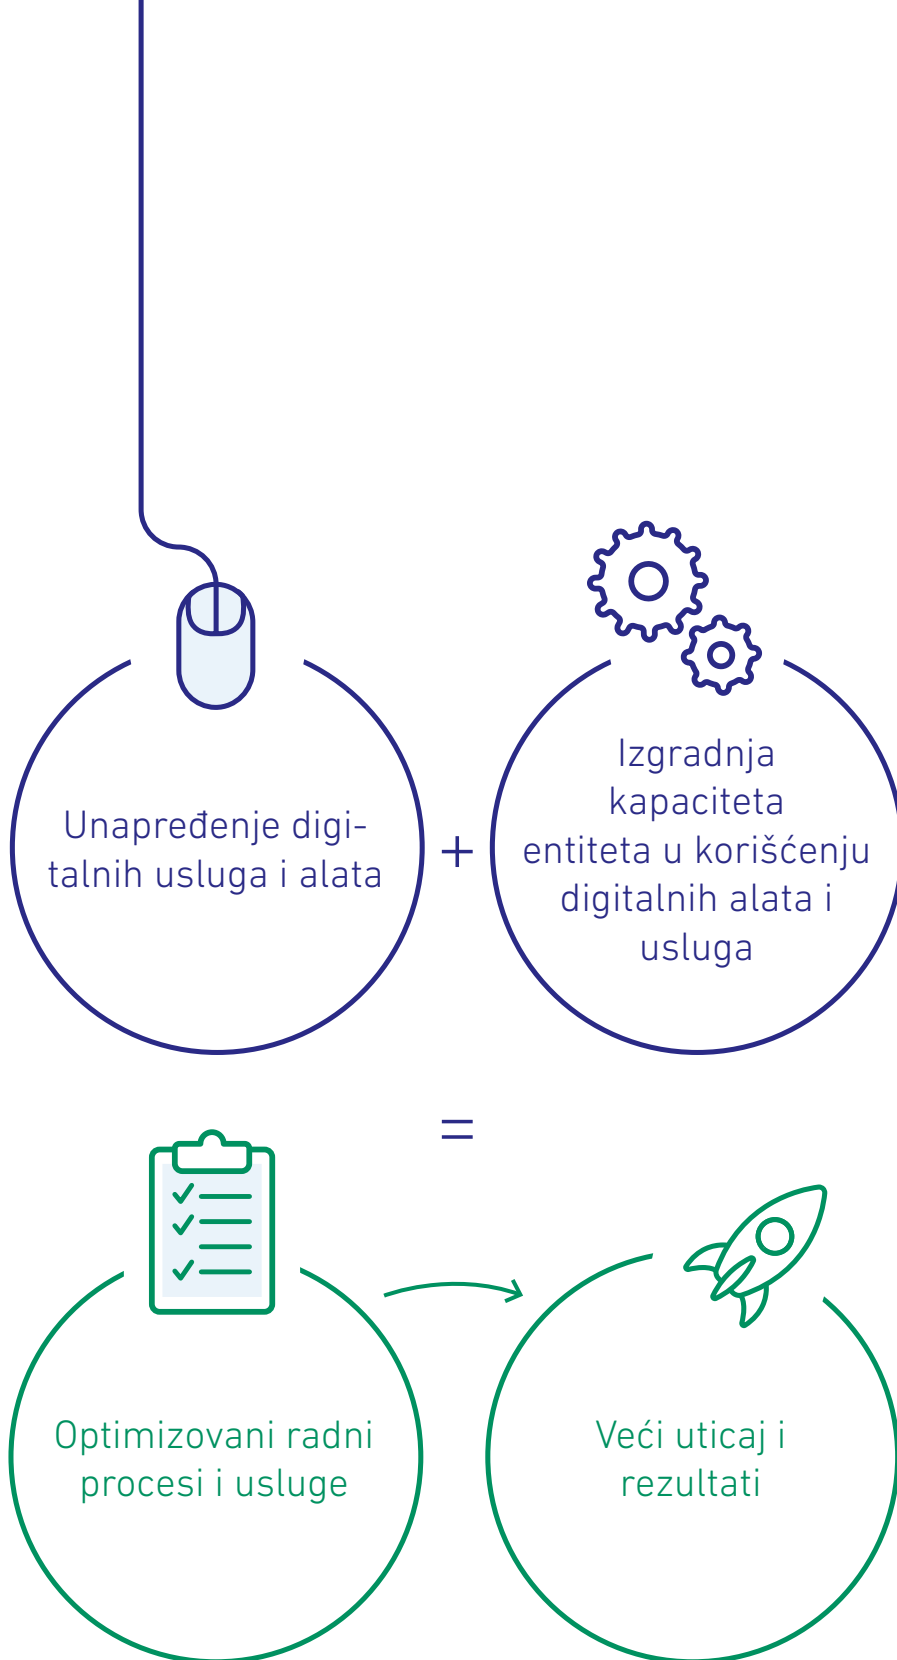 Unapređenje digi-
talnih usluga i alata
+
Izgradnja
kapaciteta
entiteta u korišćenju
digitalnih alata i
usluga
=
Optimizovani radni
procesi i usluge
Veći uticaj i
rezultati